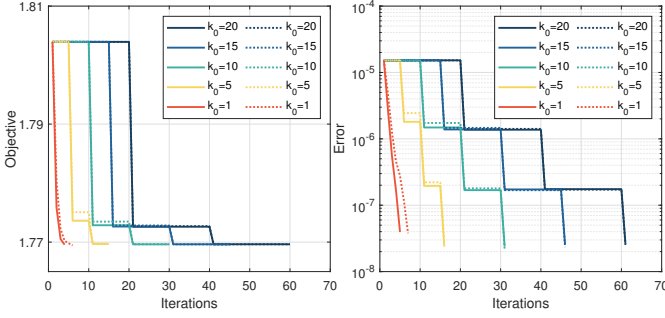 1.81
1.79
1.77
0 10 20 30 40 50 60 70
Iterations
Objective
k0=20 k0=20
k0=15 k0=15
k0=10 k0=10
k0=5 k0=5
k0=1 k0=1
10-4
10-5
10-6
10-7
10-8
0 10 20 30 40 50 60 70
Iterations
Error
k0=20 k0=20
k0=15 k0=15
k0=10 k0=10
k0=5 k0=5
k0=1 k0=1